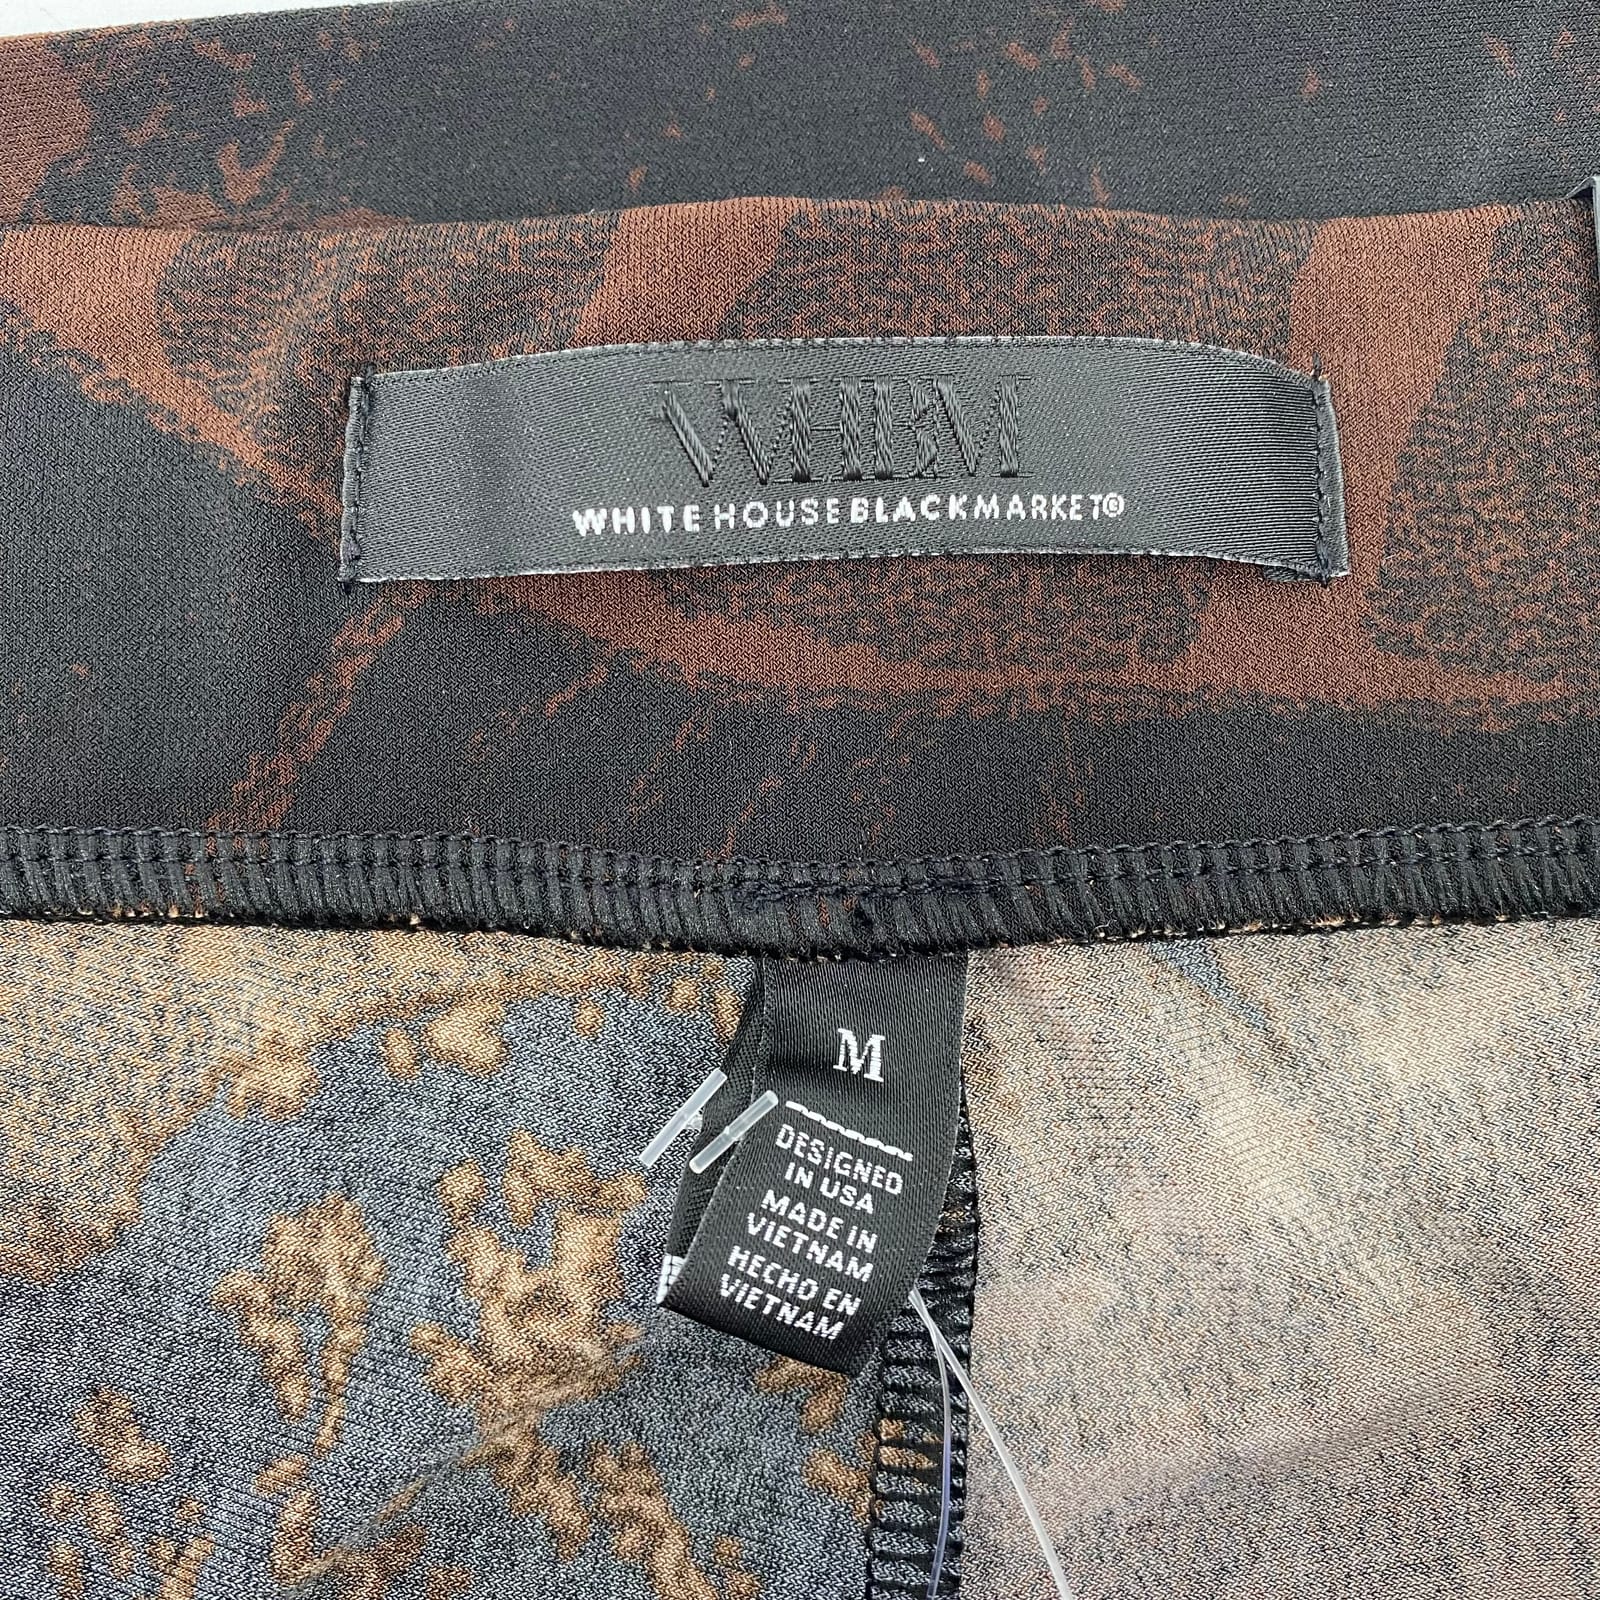 WHBM
WHITE HOUSE BLACK MARKET®
M
DESIGNED
IN USA
MADE IN
VIETNAM
HECHO EN
VIETNAM